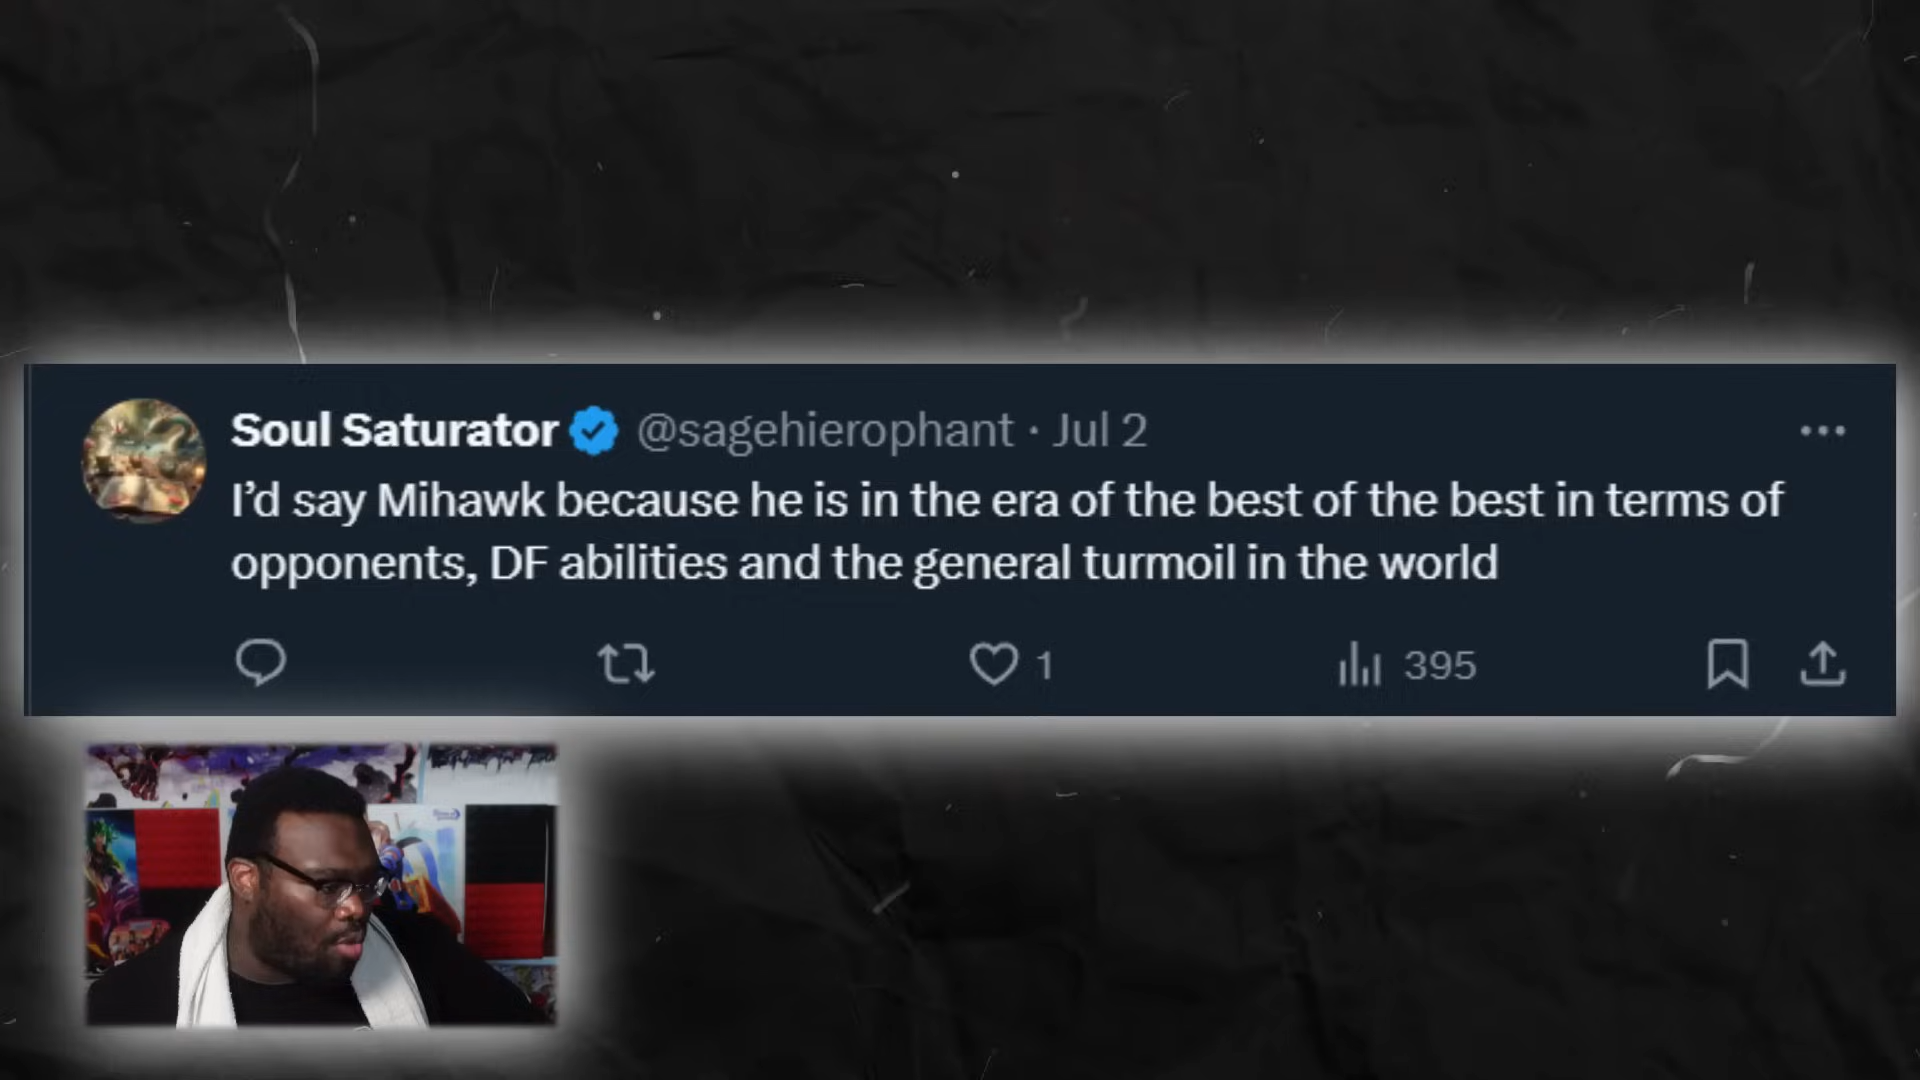 Soul Saturator @sagehierophant · Jul 2
I’d say Mihawk because he is in the era of the best of the best in terms of
opponents, DF abilities and the general turmoil in the world
1 395